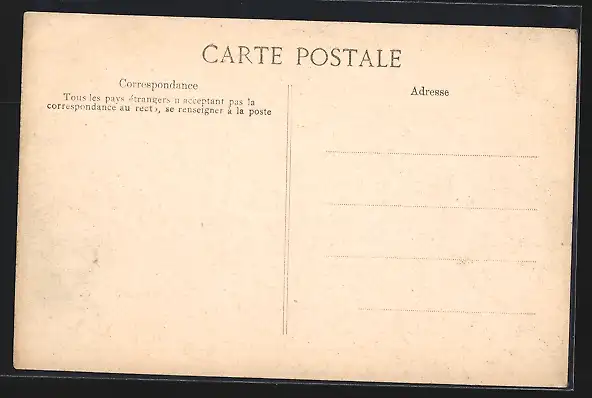 CARTE POSTALE
Correspondance
Tous les pays étrangers n acceptant pas la
correspondance au recto, se renseigner à la poste
Adresse